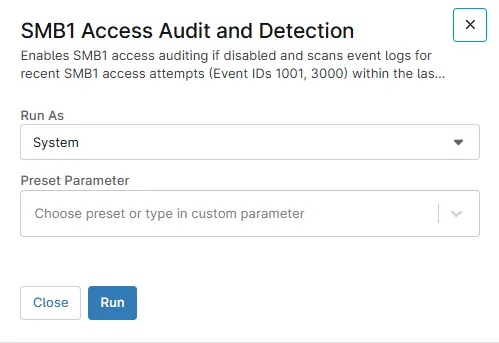 SMB1 Access Audit and Detection
Enables SMB1 access auditing if disabled and scans event logs for
recent SMB1 access attempts (Event IDs 1001, 3000) within the las...
Run As
System
Preset Parameter
Choose preset or type in custom parameter
Close
Run